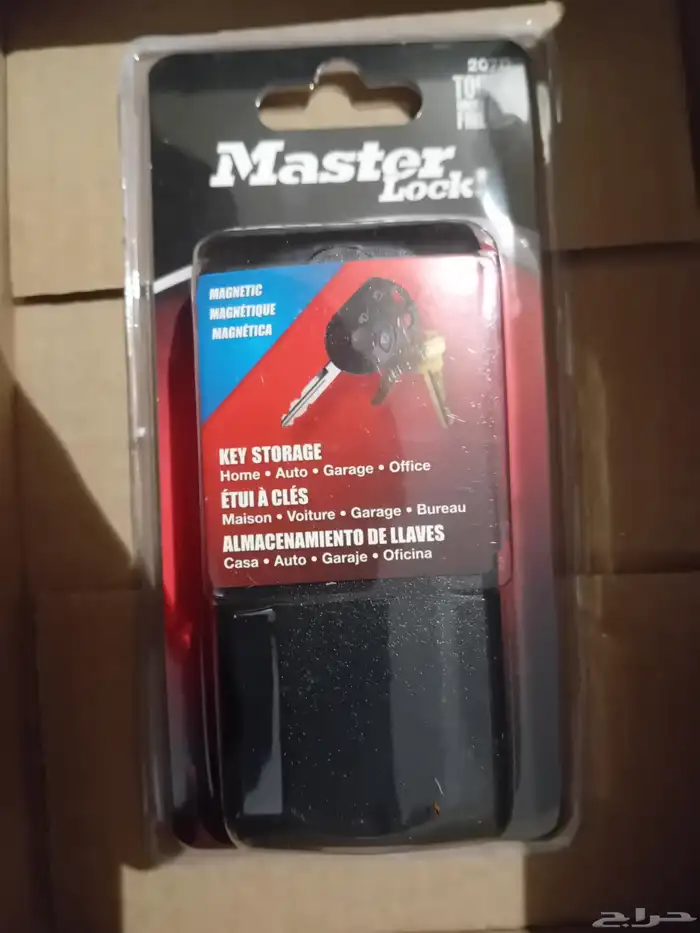 Master
Lock!
MAGNETIC
MAGNÉTIQUE
MAGNÉTICA
KEY STORAGE
Home • Auto • Garage • Office
ÉTUI À CLÉS
Maison • Voiture • Garage • Bureau
ALMACENAMIENTO DE LLAVES
Casa • Auto • Garaje • Oficina
حراج